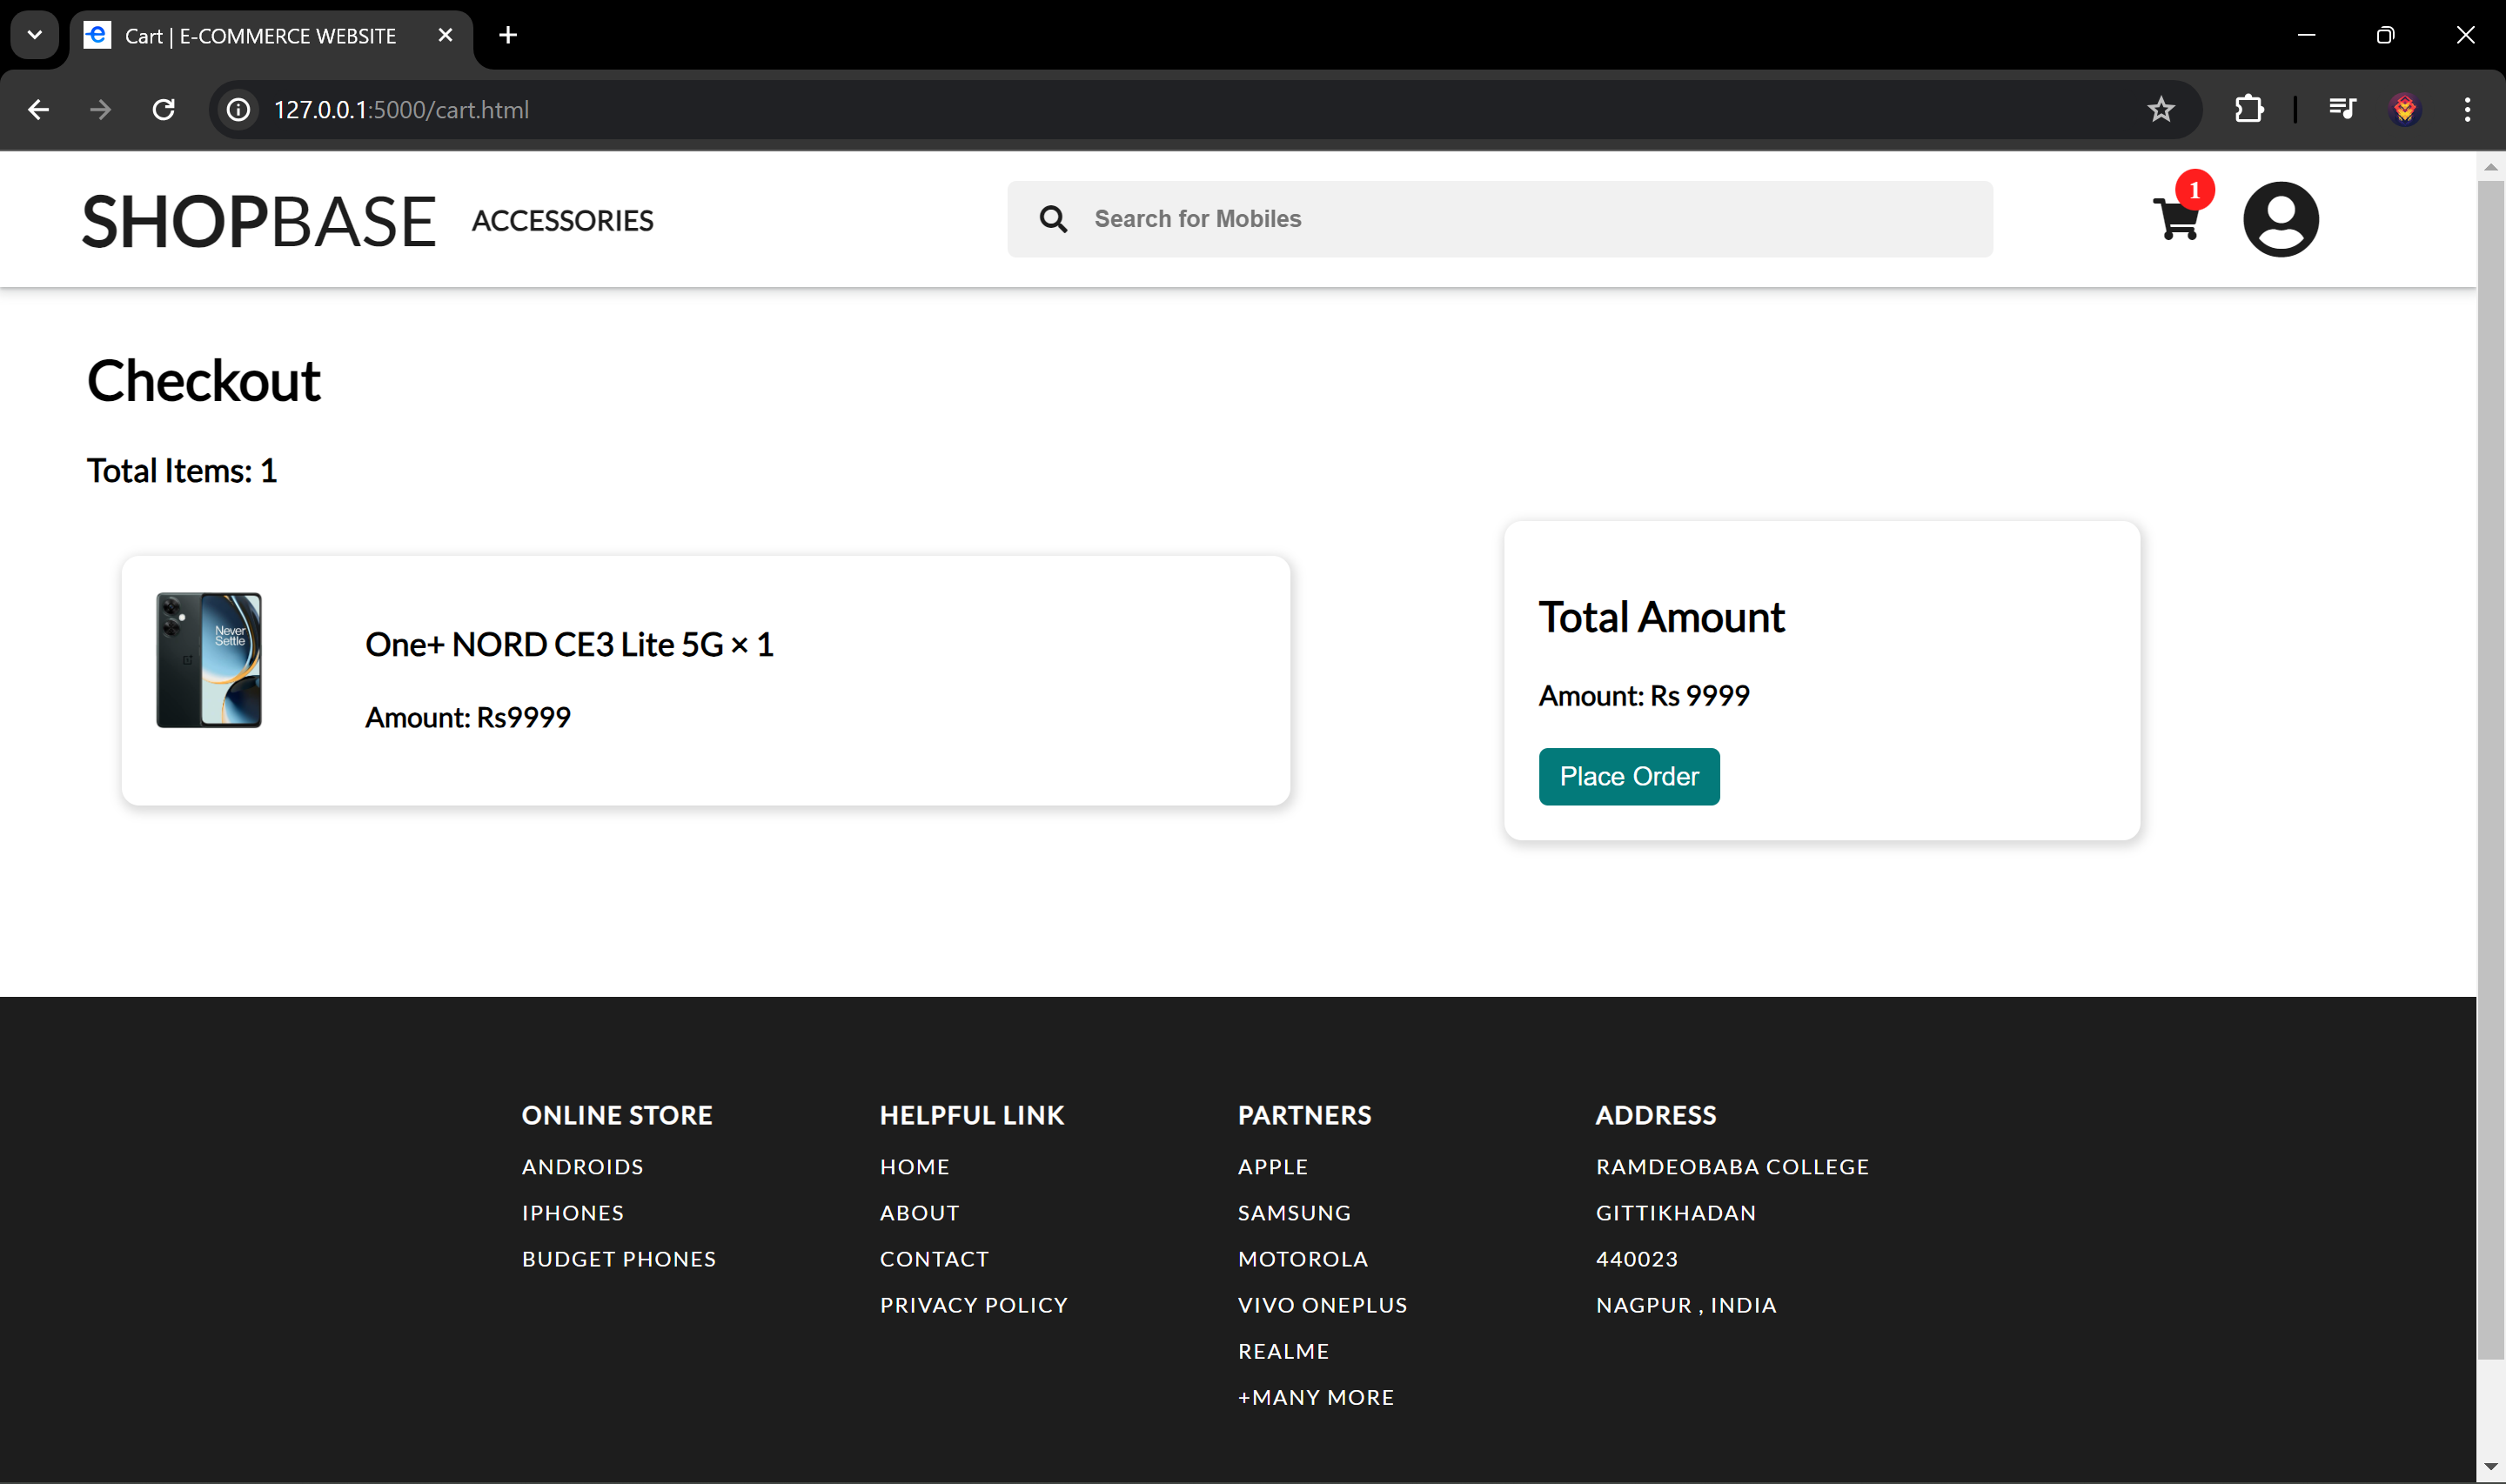 Cart | E-COMMERCE WEBSITE
127.0.0.1:5000/cart.html
SHOPBASE
ACCESSORIES
Search for Mobiles
1
Checkout
Total Items: 1
Never
Settle
One+ NORD CE3 Lite 5G × 1
Amount: Rs9999
Total Amount
Amount: Rs 9999
Place Order
ONLINE STORE
ANDROIDS
IPHONES
BUDGET PHONES
HELPFUL LINK
HOME
ABOUT
CONTACT
PRIVACY POLICY
PARTNERS
APPLE
SAMSUNG
MOTOROLA
VIVO ONEPLUS
REALME
+MANY MORE
ADDRESS
RAMDEOBABA COLLEGE
GITTIKHADAN
440023
NAGPUR , INDIA